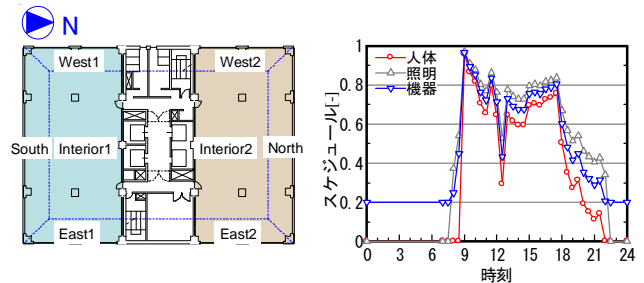 N
West1 West2
South Interior1 Interior2 North
East1 East2
人体
照明
機器
スケジュール[-]
1
0.8
0.6
0.4
0.2
0
0 3 6 9 12 15 18 21 24
時刻